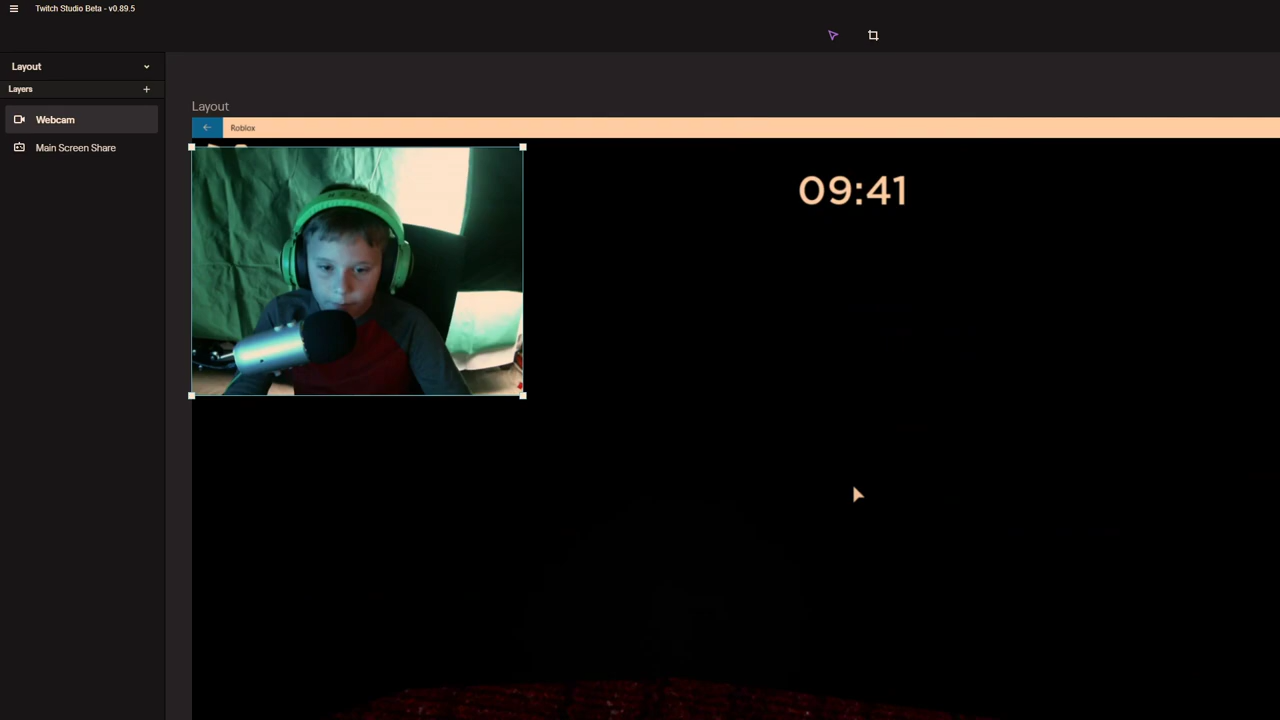 Twitch Studio Beta - v0.89.5
Layout
Layers
Webcam
Main Screen Share
Layout
Roblox
09:41